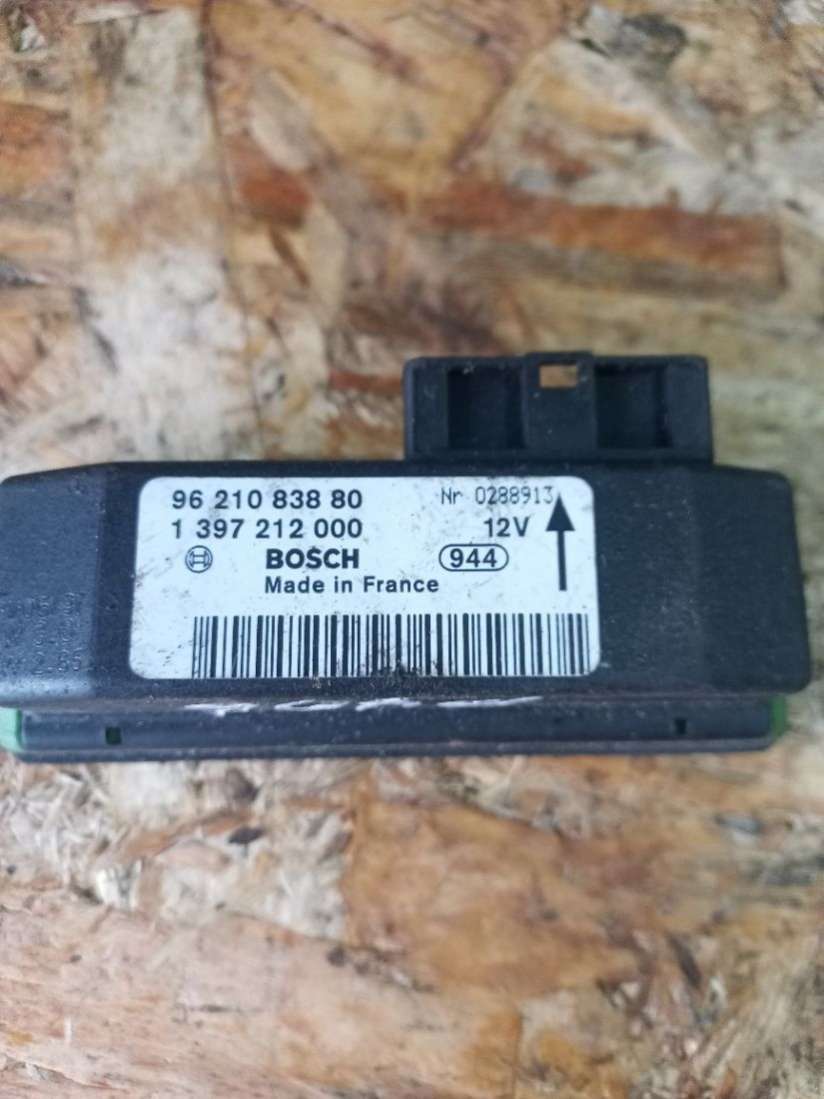 96 210 838 80 Nr 0288913
1 397 212 000 12V
BOSCH 944
Made in France